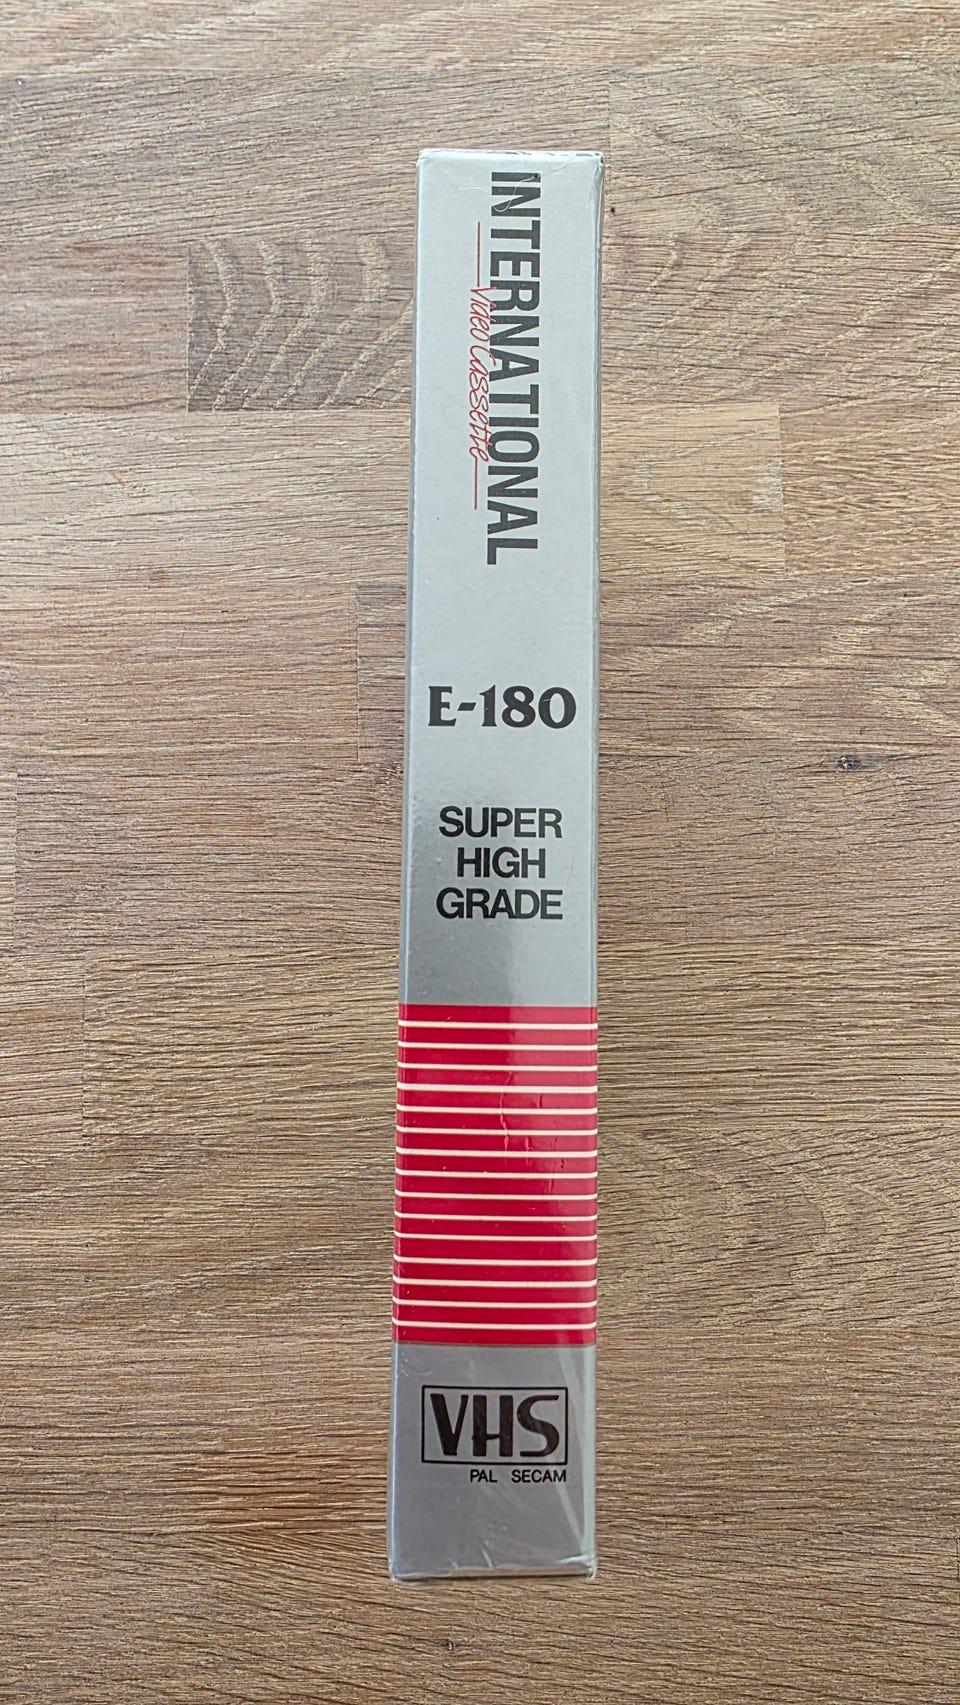 INTERNATIONAL
Video Cassette
E-180
SUPER
HIGH
GRADE
VHS
PAL SECAM